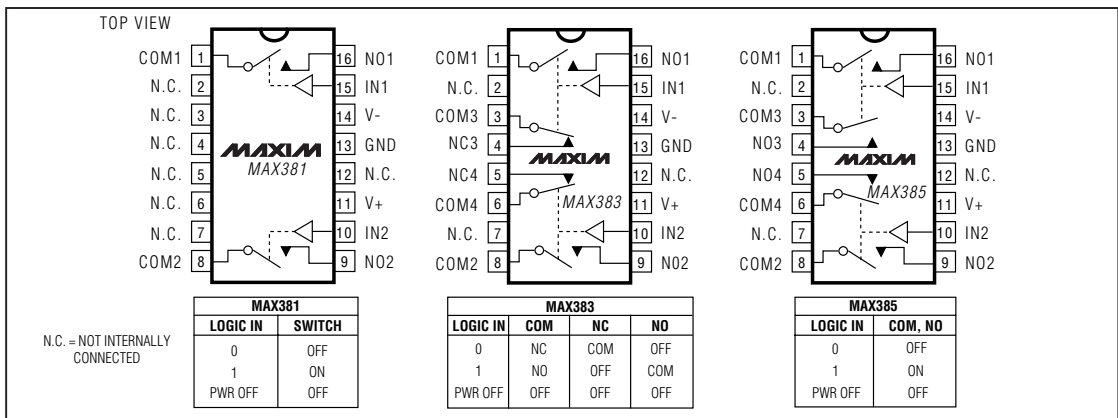 TOP VIEW
COM1 1 16 NO1
N.C. 2 15 IN1
N.C. 3 14 V-
N.C. 4 13 GND
N.C. 5 12 N.C.
N.C. 6 11 V+
N.C. 7 10 IN2
COM2 8 9 NO2
MAXIM
MAX381
COM1 1 16 NO1
N.C. 2 15 IN1
COM3 3 14 V-
NC3 4 13 GND
NC4 5 12 N.C.
COM4 6 11 V+
N.C. 7 10 IN2
COM2 8 9 NO2
MAXIM
MAX383
COM1 1 16 NO1
N.C. 2 15 IN1
COM3 3 14 V-
NO3 4 13 GND
NO4 5 12 N.C.
COM4 6 11 V+
N.C. 7 10 IN2
COM2 8 9 NO2
MAXIM
MAX385
N.C. = NOT INTERNALLY
CONNECTED
MAX381
LOGIC IN SWITCH
0 OFF
1 ON
PWR OFF OFF
MAX383
LOGIC IN COM NC NO
0 NC COM OFF
1 NO OFF COM
PWR OFF OFF OFF OFF
MAX385
LOGIC IN COM, NO
0 OFF
1 ON
PWR OFF OFF